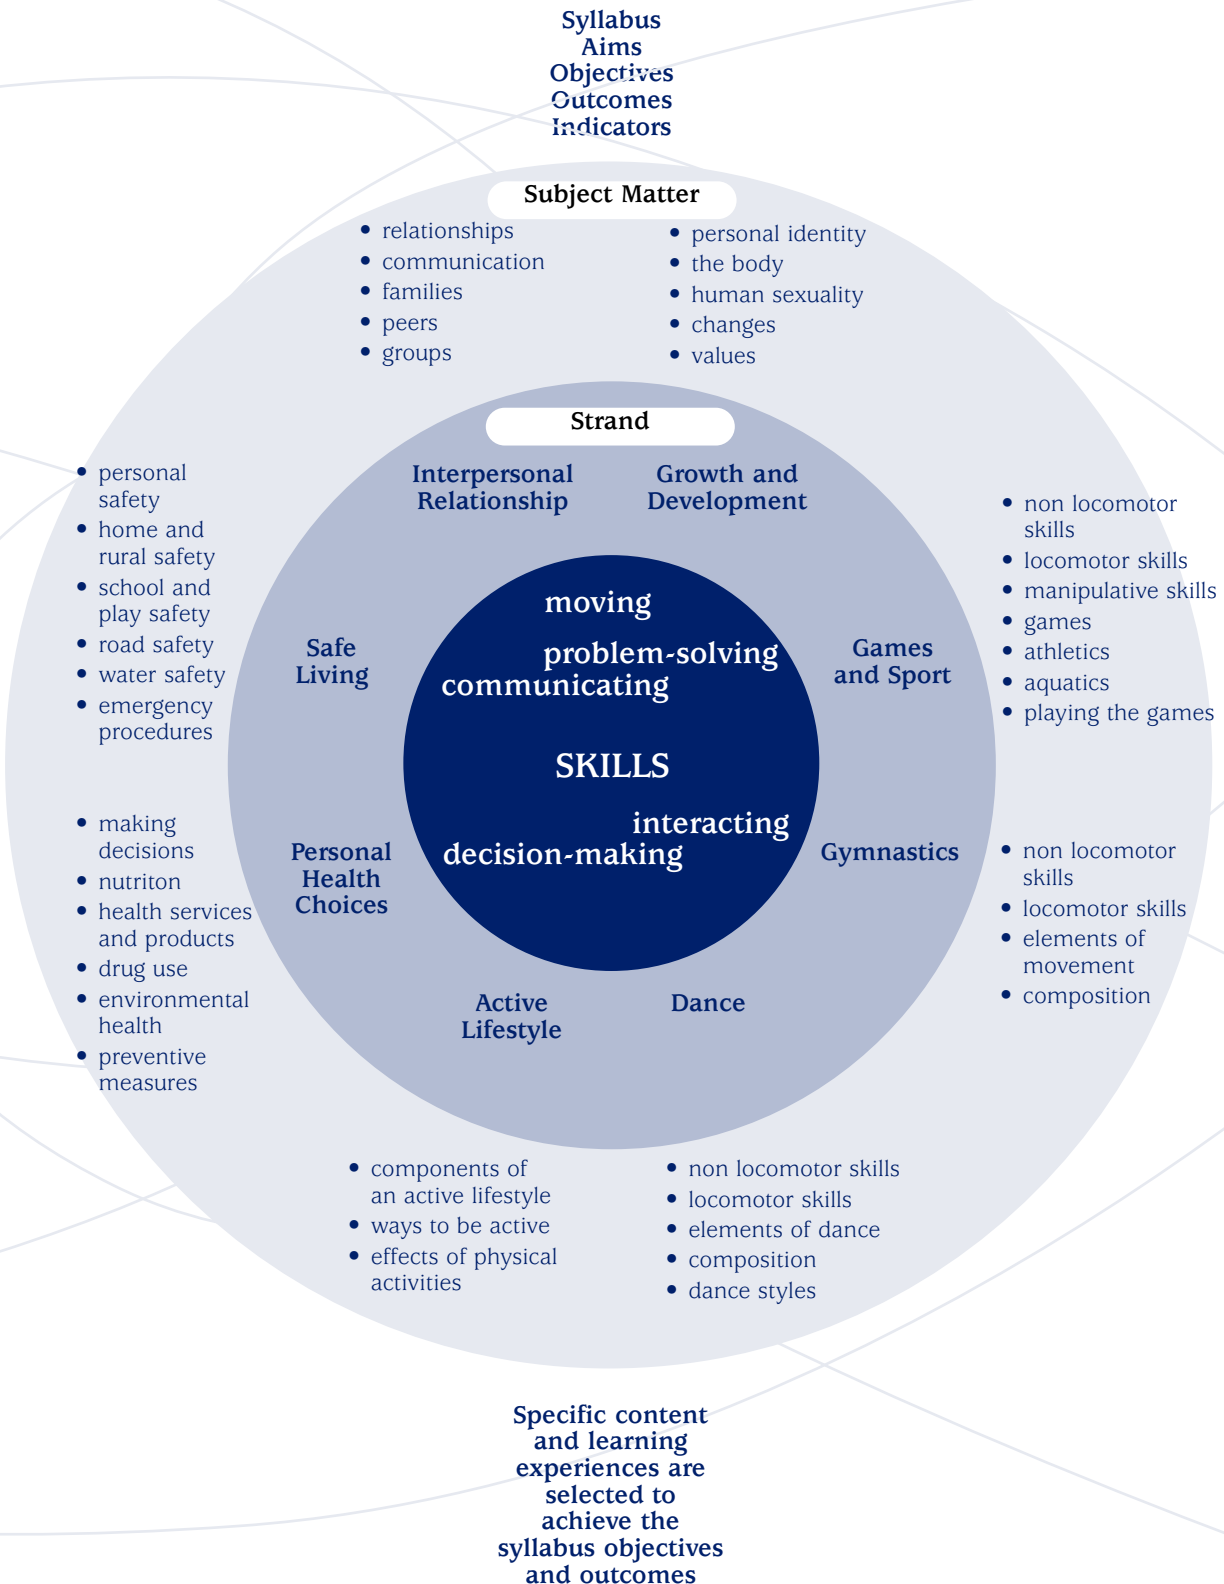 Syllabus
Aims
Objectives
Outcomes
Indicators
Subject Matter
• relationships
• communication
• families
• peers
• groups
• personal identity
• the body
• human sexuality
• changes
• values
Strand
Interpersonal
Relationship
Growth and
Development
• personal
safety
• home and
rural safety
• school and
play safety
• road safety
• water safety
• emergency
procedures
Safe
Living
moving
problem-solving
communicating
SKILLS
interacting
decision-making
Games
and Sport
• non locomotor
skills
• locomotor skills
• manipulative skills
• games
• athletics
• aquatics
• playing the games
• making
decisions
• nutriton
• health services
and products
• drug use
• environmental
health
• preventive
measures
Personal
Health
Choices
Gymnastics
• non locomotor
skills
• locomotor skills
• elements of
movement
• composition
Active
Lifestyle
Dance
• components of
an active lifestyle
• ways to be active
• effects of physical
activities
• non locomotor skills
• locomotor skills
• elements of dance
• composition
• dance styles
Specific content
and learning
experiences are
selected to
achieve the
syllabus objectives
and outcomes